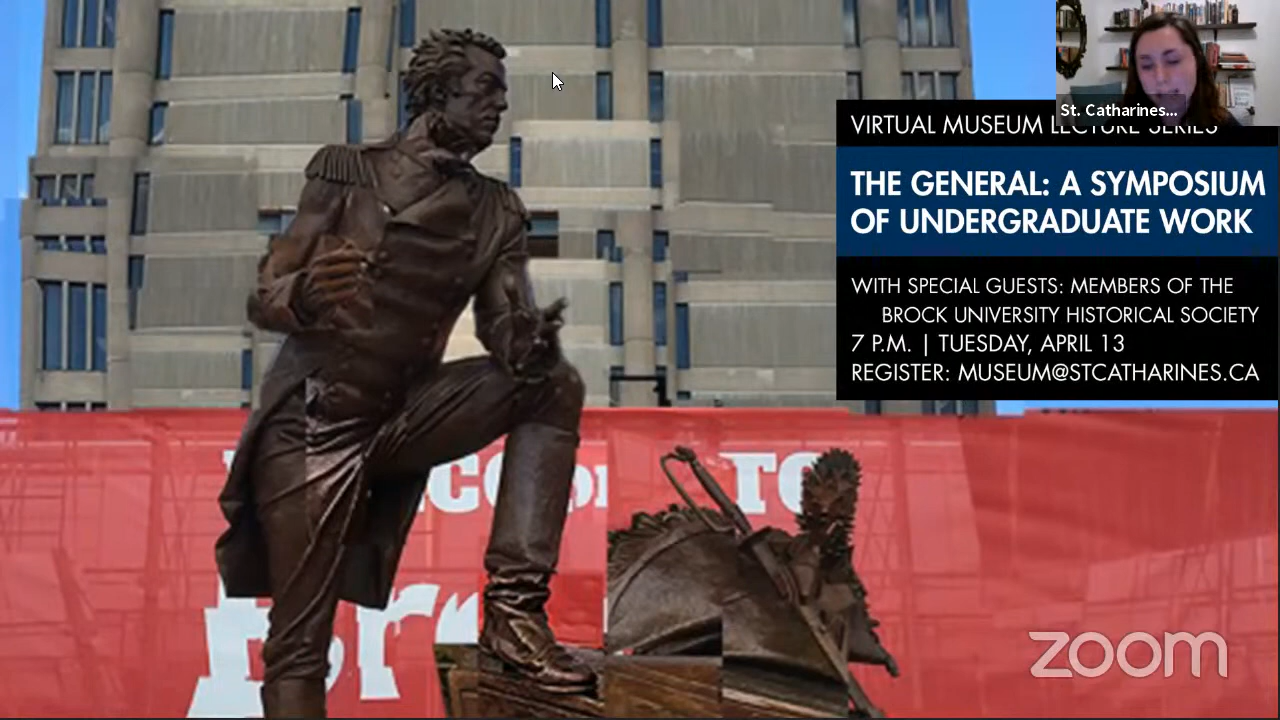 St. Catharines...
VIRTUAL MUSEUM LECTURE SERIES
THE GENERAL: A SYMPOSIUM
OF UNDERGRADUATE WORK
WITH SPECIAL GUESTS: MEMBERS OF THE
BROCK UNIVERSITY HISTORICAL SOCIETY
7 P.M. | TUESDAY, APRIL 13
REGISTER: MUSEUM@STCATHARINES.CA
TO
zoom